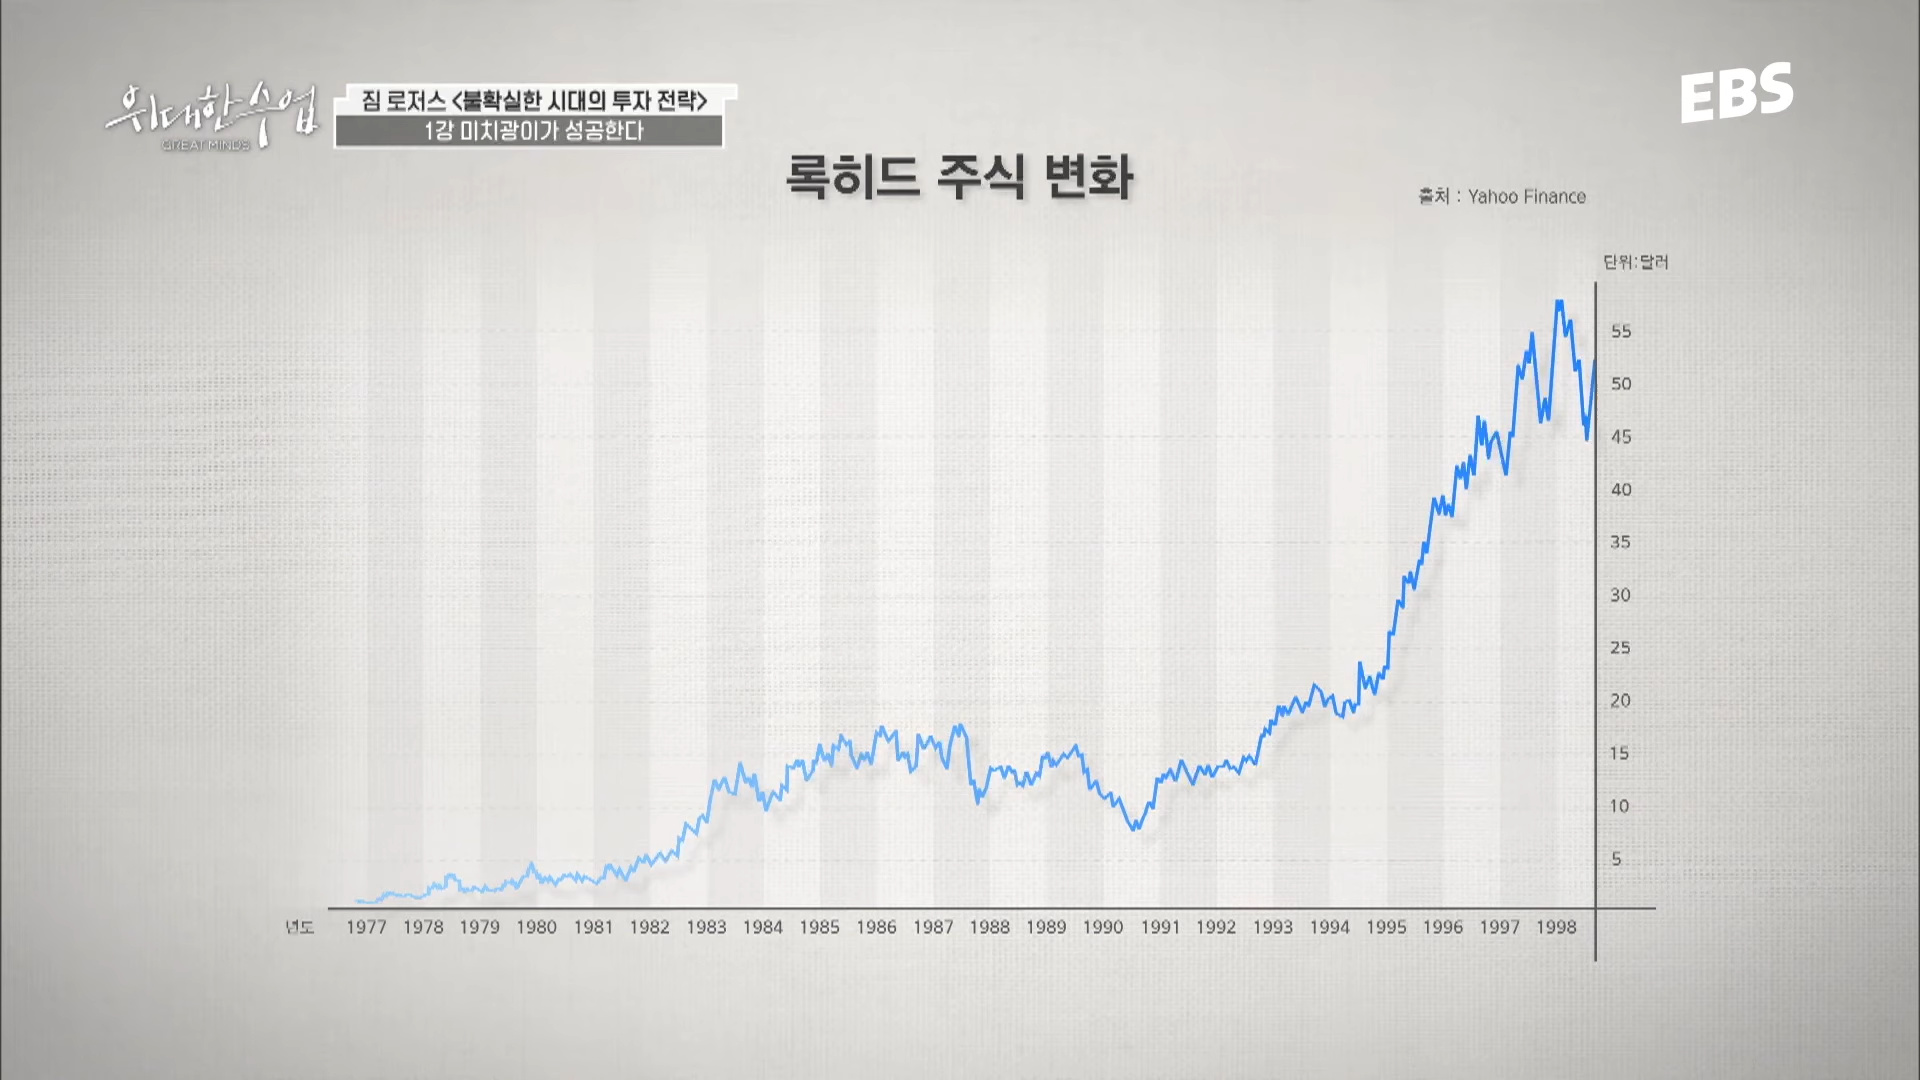 위대한수업
GREAT MINDS
짐 로저스 <불확실한 시대의 투자 전략>
1강 미치광이가 성공한다
EBS
록히드 주식 변화
출처 : Yahoo Finance
단위:달러
55
50
45
40
35
30
25
20
15
10
5
년도 1977 1978 1979 1980 1981 1982 1983 1984 1985 1986 1987 1988 1989 1990 1991 1992 1993 1994 1995 1996 1997 1998